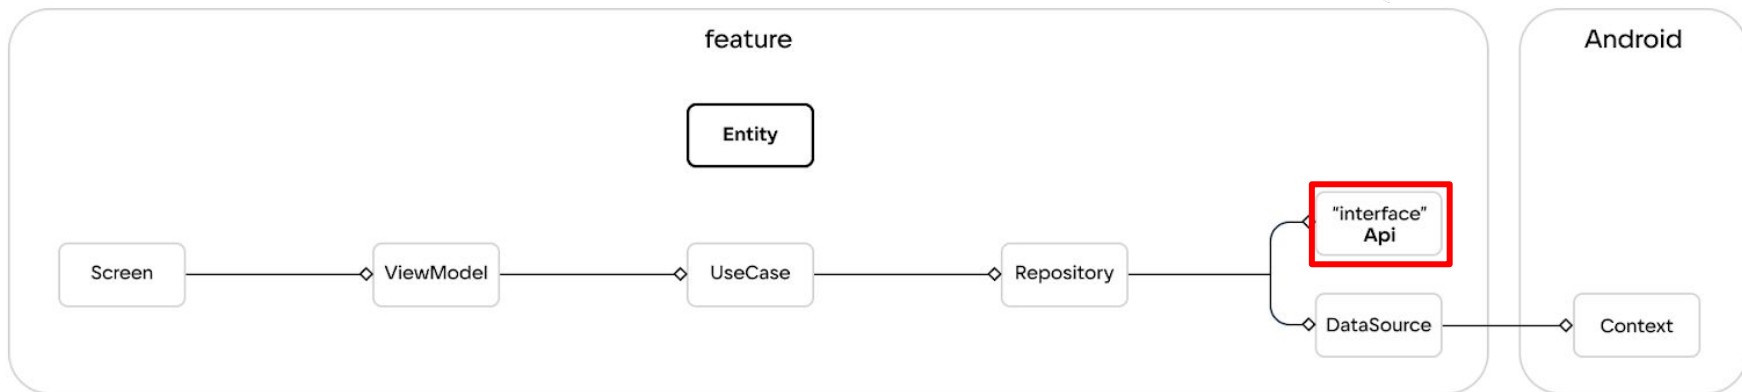 feature
Android
Entity
"interface"
Api
Screen
ViewModel
UseCase
Repository
DataSource
Context